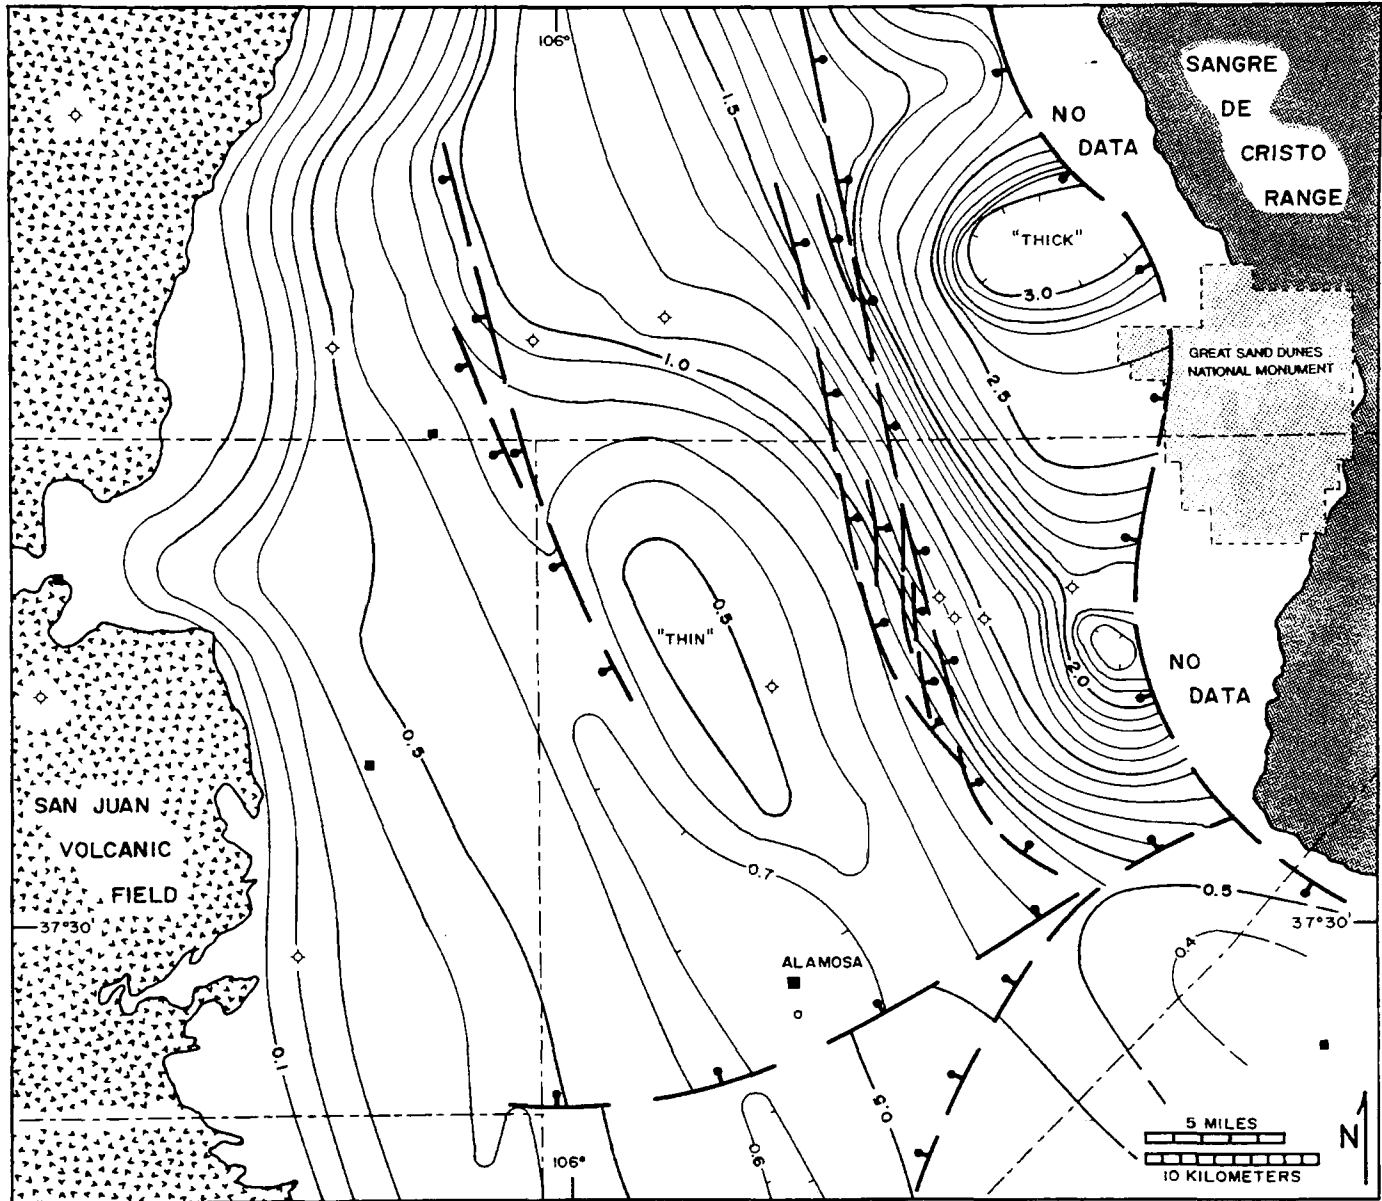 106°
SANGRE
DE
CRISTO
RANGE
1.5
NO
DATA
"THICK"
3.0
GREAT SAND DUNES
NATIONAL MONUMENT
1.0
2.5
0.5
"THIN"
NO
DATA
2.0
0.5
SAN JUAN
VOLCANIC
FIELD
0.7
0.5
37°30'
37°30'
0.4
ALAMOSA
0.1
0.5
0.6
5 MILES
10 KILOMETERS
N
106°